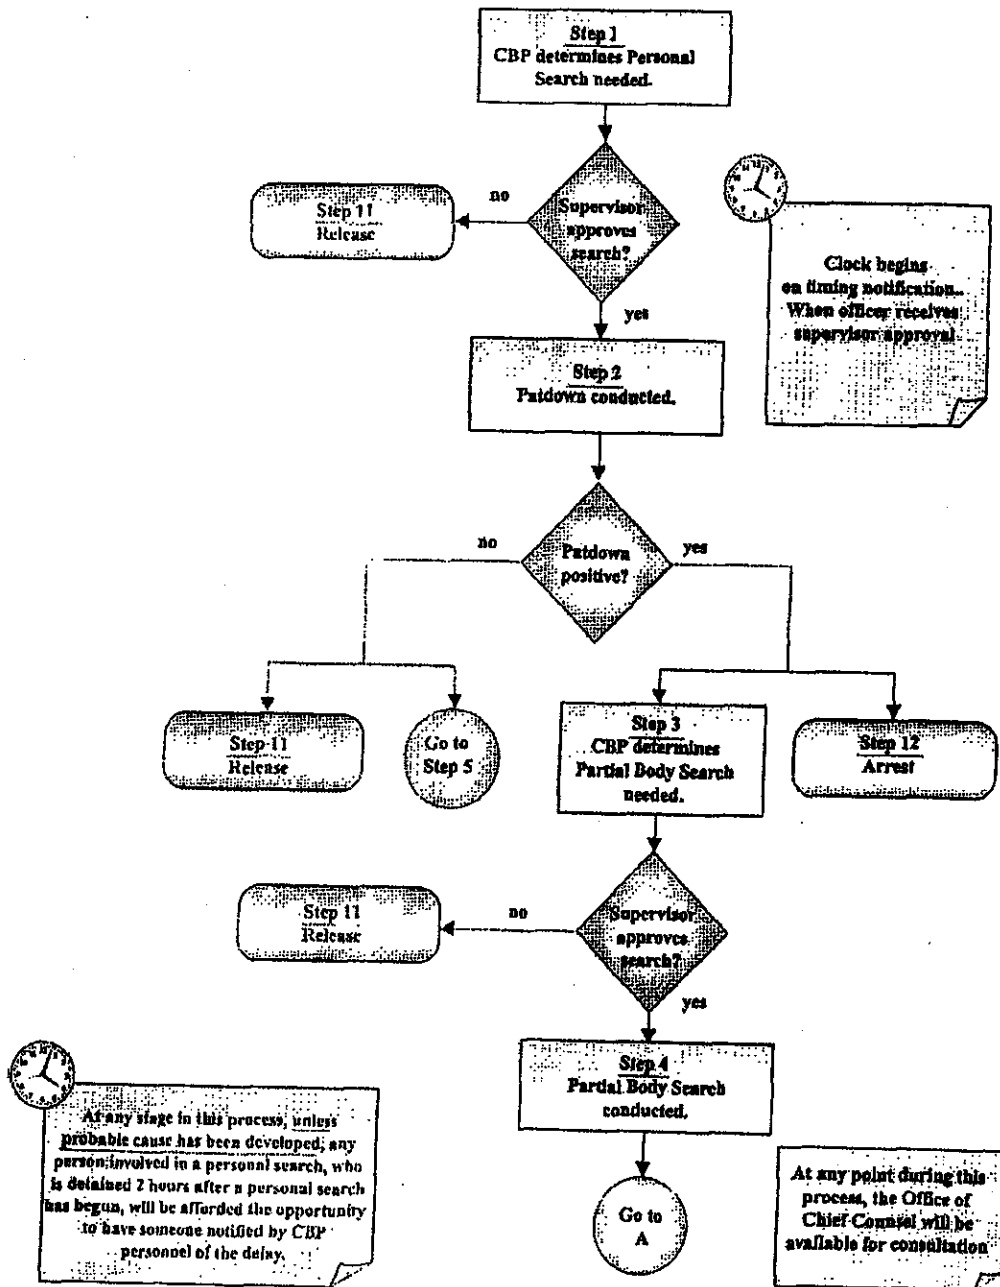 Step 1
CBP determines Personal
Search needed.
no
Supervisor
approves
search?
Step 11
Release
yes
Clock begins
on timing notification..
When officer receives
supervisor approval
Step 2
Patdown conducted.
no
Patdown
positive?
yes
Step 11
Release
Go to
Step 5
Step 3
CBP determines
Partial Body Search
needed.
Step 12
Arrest
Step 11
Release
no
Supervisor
approves
search?
yes
Step 4
Partial Body Search
conducted.
At any stage in this process, unless
probable cause has been developed, any
person involved in a personal search, who
is detained 2 hours after a personal search
has begun, will be afforded the opportunity
to have someone notified by CBP
personnel of the delay.
Go to
A
At any point during this
process, the Office of
Chief Counsel will be
available for consultation